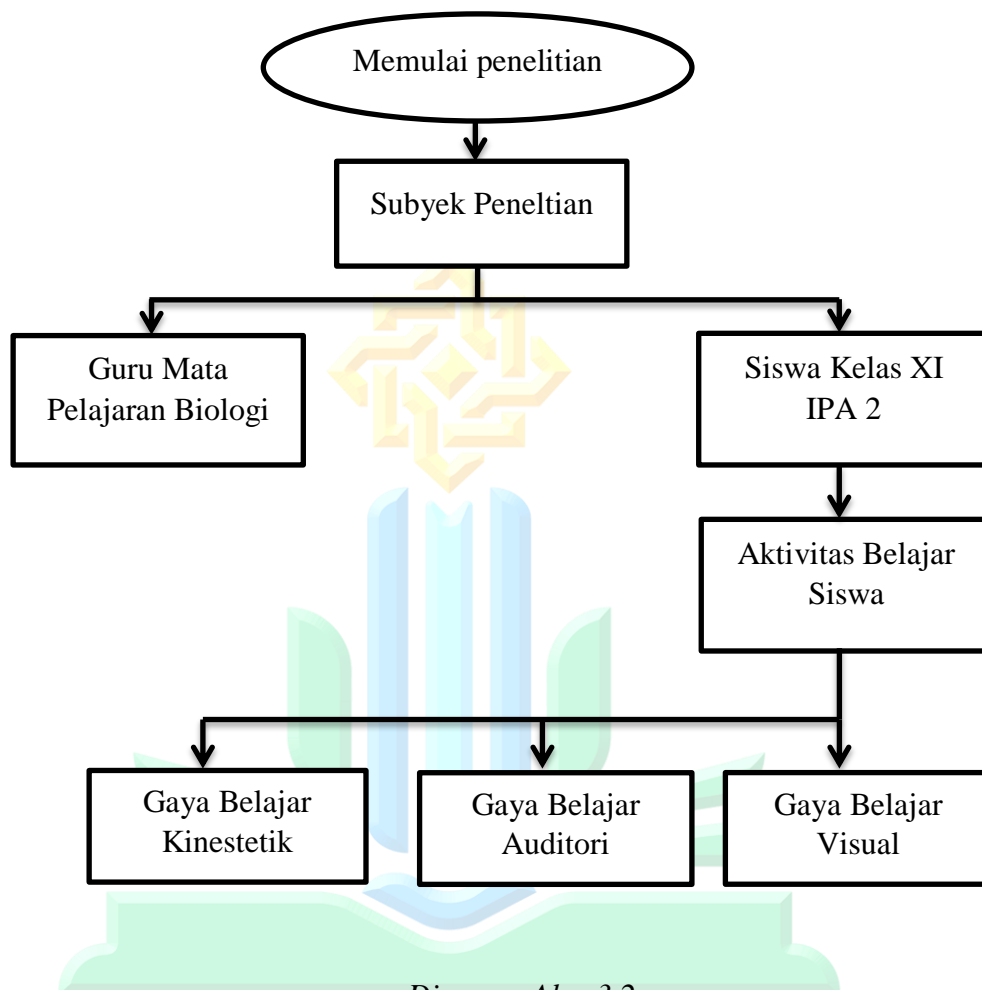 Memulai penelitian
Subyek Peneltian
Guru Mata
Pelajaran Biologi
Siswa Kelas XI
IPA 2
Aktivitas Belajar
Siswa
Gaya Belajar
Kinestetik
Gaya Belajar
Auditori
Gaya Belajar
Visual